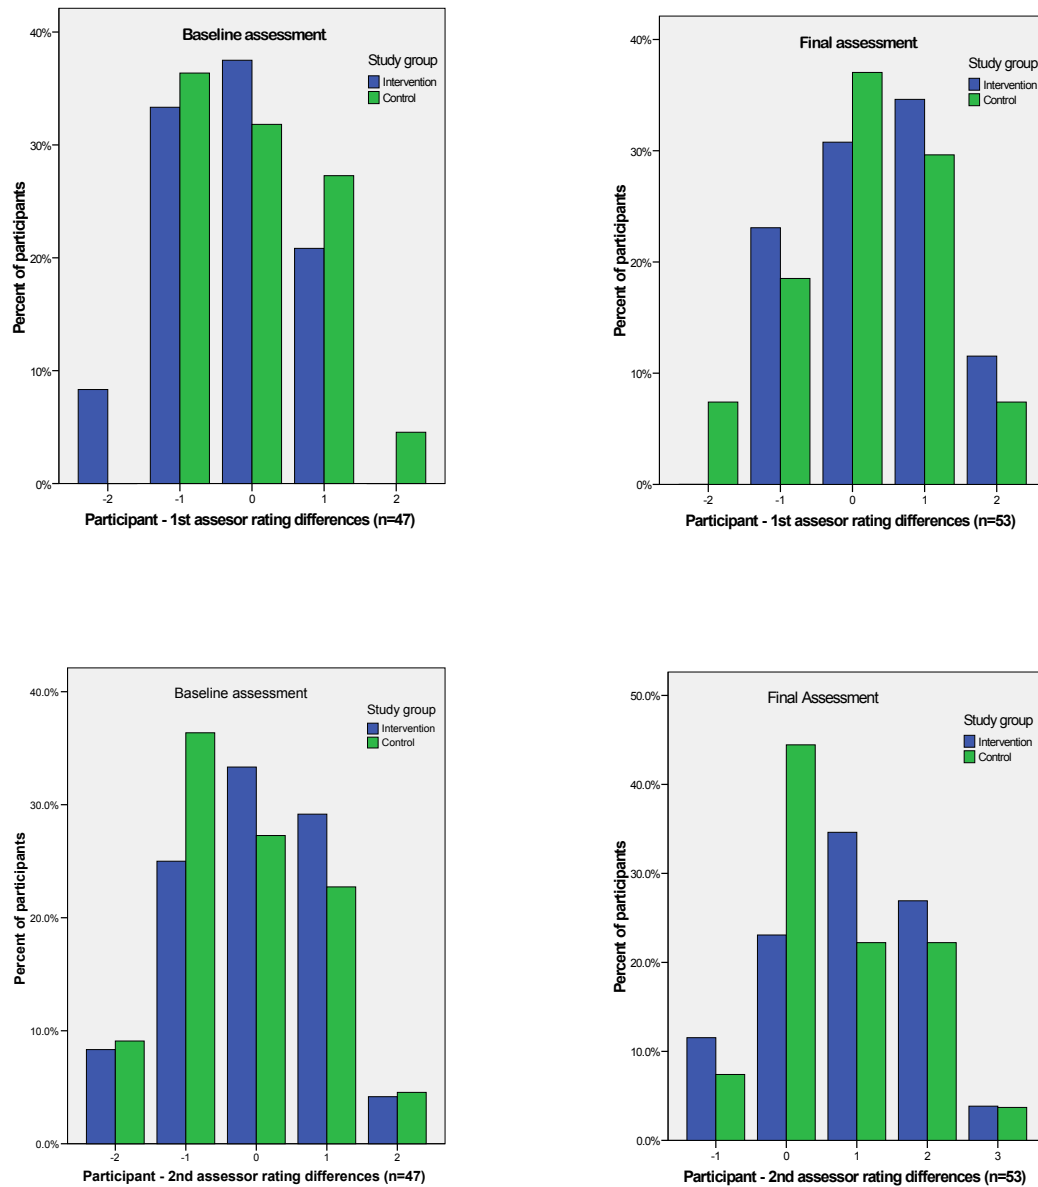 Baseline assessment
Study group
Intervention
Control
Percent of participants
40%
30%
20%
10%
0%
-2 -1 0 1 2
Participant - 1st assesor rating differences (n=47)
Final assessment
Study group
Intervention
Control
Percent of participants
40%
30%
20%
10%
0%
-2 -1 0 1 2
Participant - 1st assesor rating differences (n=53)
Baseline assessment
Study group
Intervention
Control
Percent of participants
40.0%
30.0%
20.0%
10.0%
0.0%
-2 -1 0 1 2
Participant - 2nd assessor rating differences (n=47)
Final Assessment
Study group
Intervention
Control
Percent of participants
50.0%
40.0%
30.0%
20.0%
10.0%
0.0%
-1 0 1 2 3
Participant - 2nd assessor rating differences (n=53)